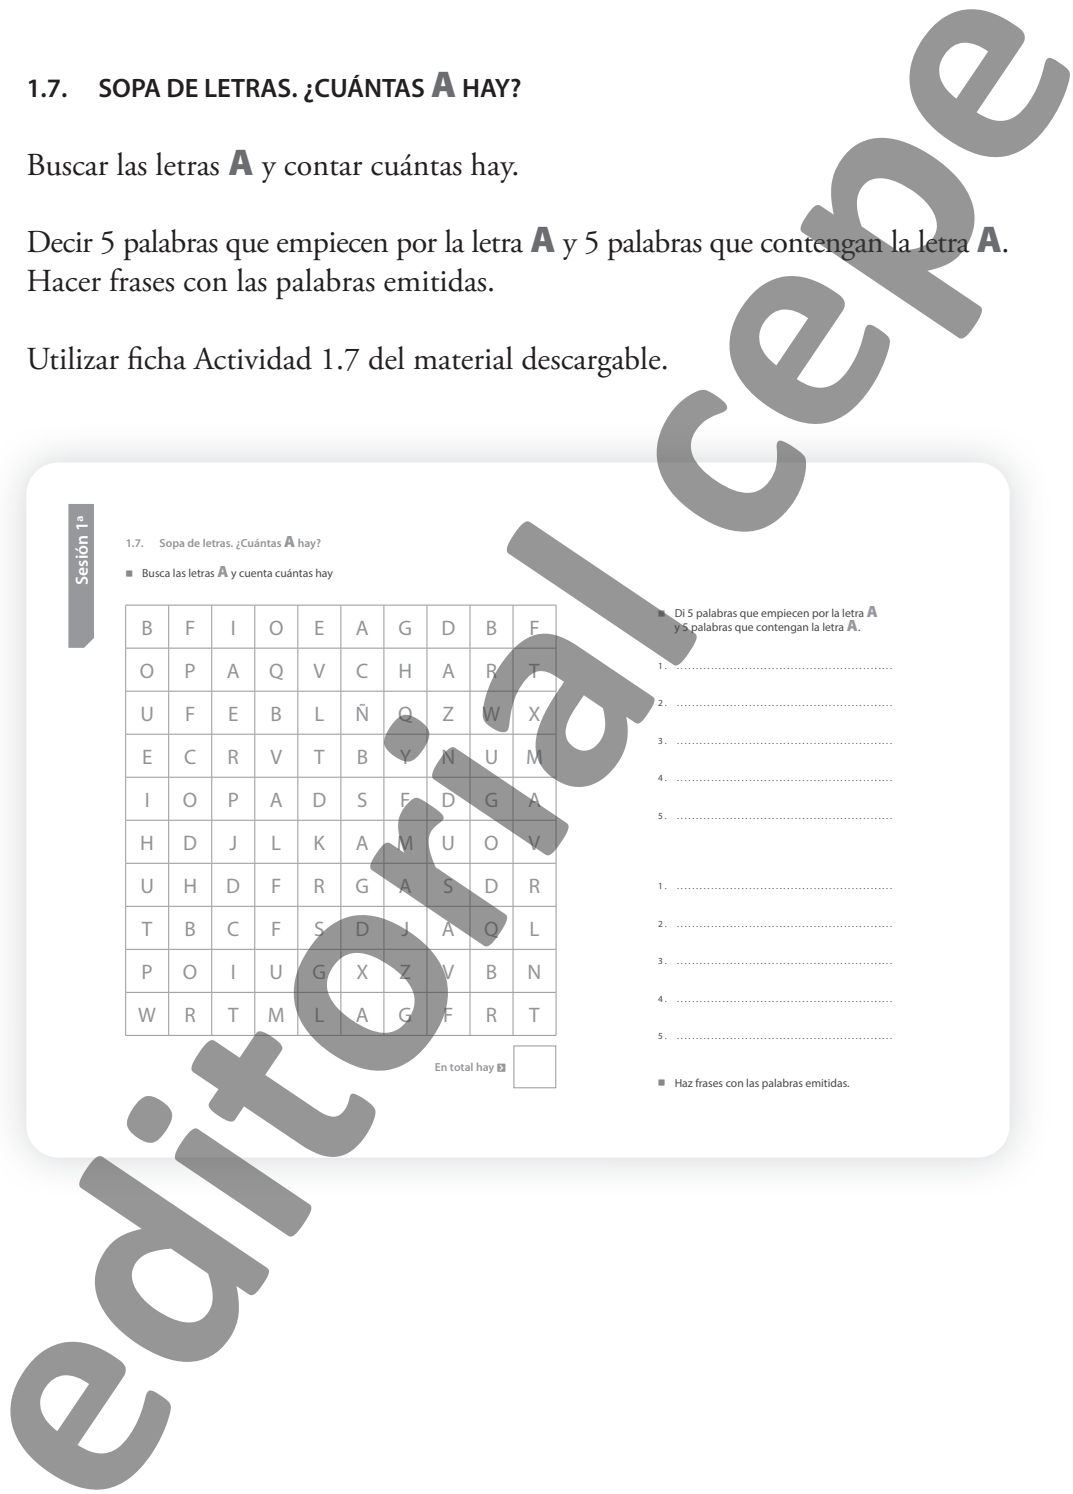 1.7. SOPA DE LETRAS. ¿CUÁNTAS A HAY?
Buscar las letras A y contar cuántas hay.
Decir 5 palabras que empiecen por la letra A y 5 palabras que contengan la letra A.
Hacer frases con las palabras emitidas.
Utilizar ficha Actividad 1.7 del material descargable.
Sesión 1ª
1.7. Sopa de letras. ¿Cuántas A hay?
Busca las letras A y cuenta cuántas hay
B F I O E A G D B F
O P A Q V C H A R T
U F E B L Ñ Q Z W X
E C R V T B Y N U M
I O P A D S F D G A
H D J L K A M U O V
U H D F R G A S D R
T B C F S D J A Q L
P O I U G X Z V B N
W R T M L A G F R T
En total hay
Di 5 palabras que empiecen por la letra A
y 5 palabras que contengan la letra A.
1. ........................................................
2. ........................................................
3. ........................................................
4. ........................................................
5. ........................................................
1. ........................................................
2. ........................................................
3. ........................................................
4. ........................................................
5. ........................................................
Haz frases con las palabras emitidas.
editorial cepe